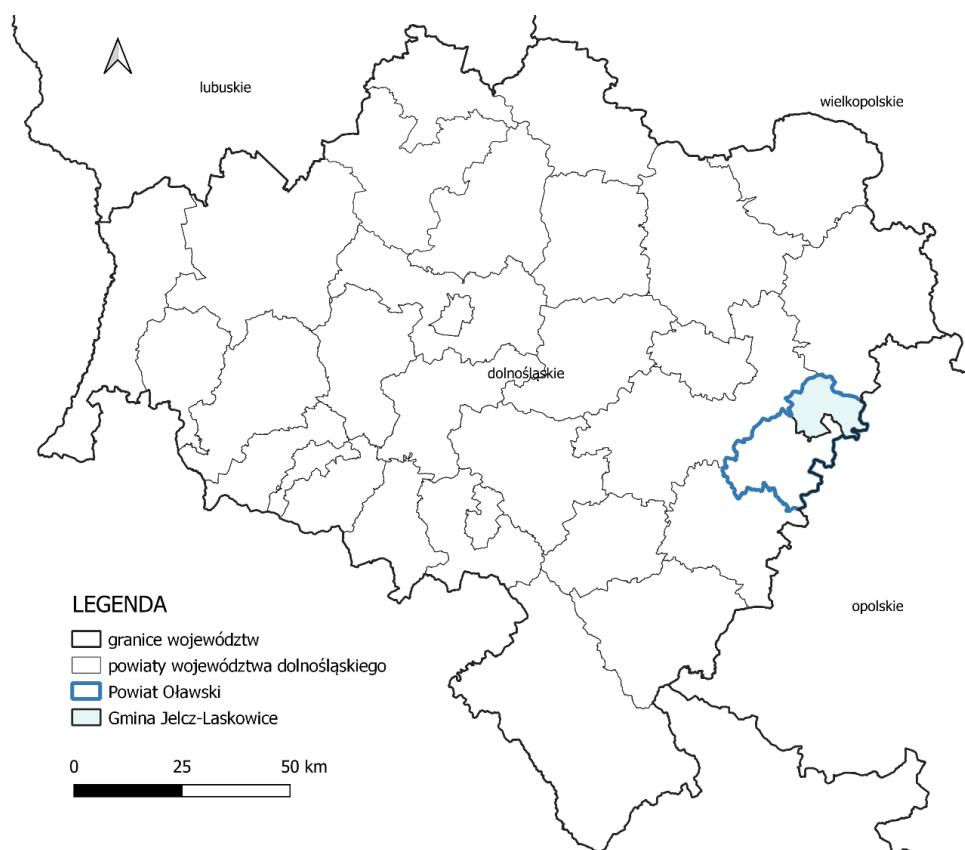 lubuskie
wielkopolskie
dolnośląskie
opolskie
LEGENDA
granice województw
powiaty województwa dolnośląskiego
Powiat Oławski
Gmina Jelcz-Laskowice
0 25 50 km